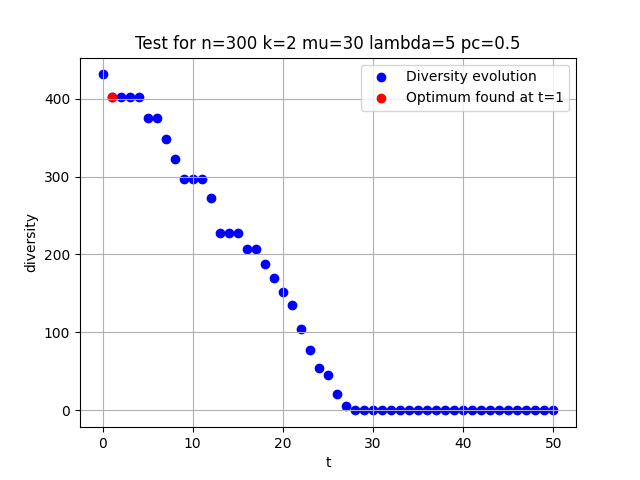 Test for n=300 k=2 mu=30 lambda=5 pc=0.5
Diversity evolution
Optimum found at t=1
diversity
400
300
200
100
0
0 10 20 30 40 50
t